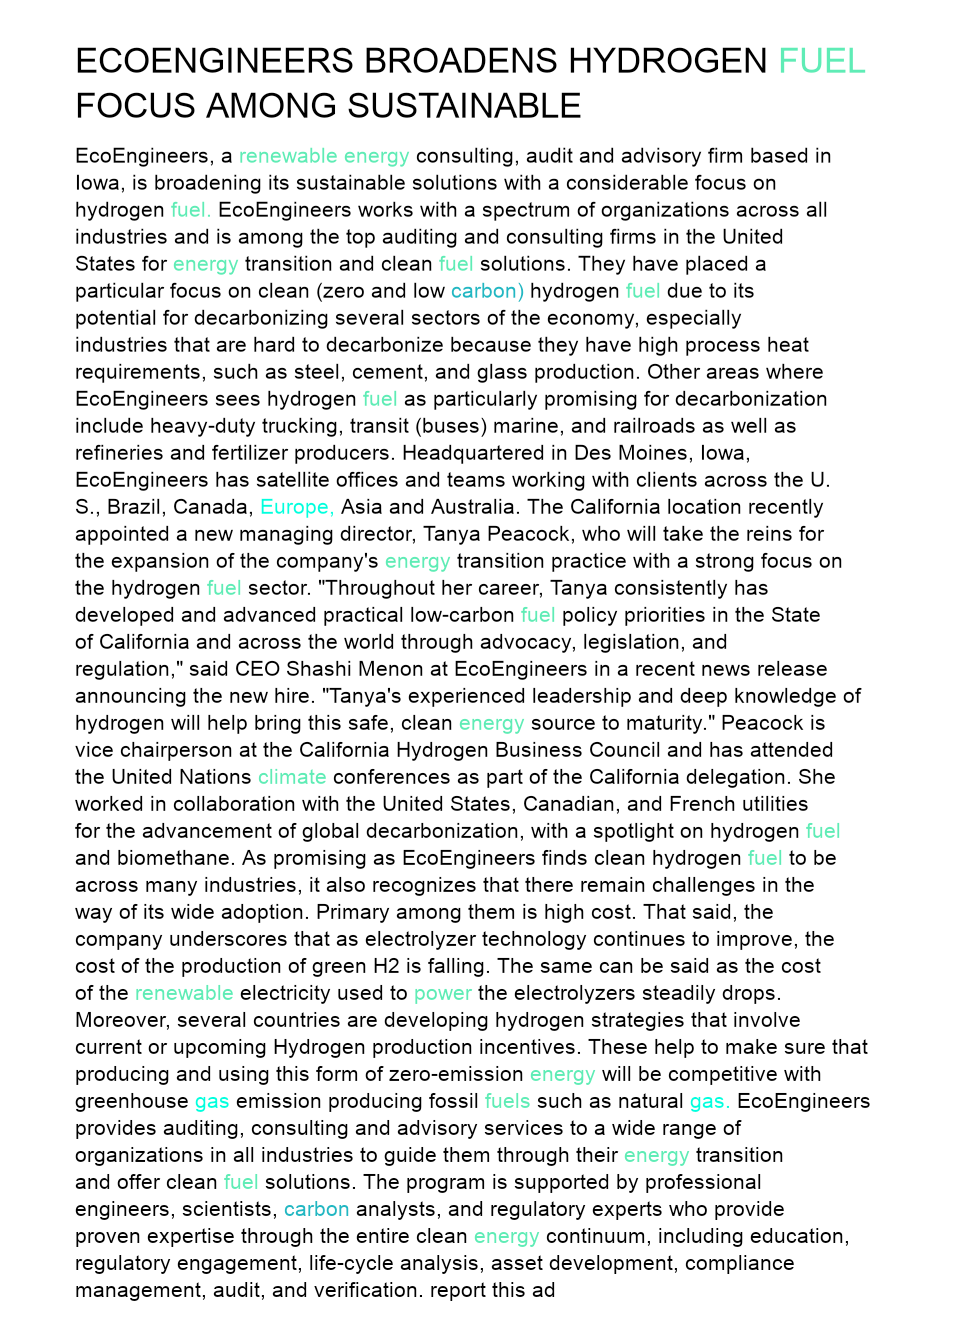 ECOENGINEERS BROADENS HYDROGEN FUEL
FOCUS AMONG SUSTAINABLE
EcoEngineers, a renewable energy consulting, audit and advisory firm based in
Iowa, is broadening its sustainable solutions with a considerable focus on
hydrogen fuel. EcoEngineers works with a spectrum of organizations across all
industries and is among the top auditing and consulting firms in the United
States for energy transition and clean fuel solutions. They have placed a
particular focus on clean (zero and low carbon) hydrogen fuel due to its
potential for decarbonizing several sectors of the economy, especially
industries that are hard to decarbonize because they have high process heat
requirements, such as steel, cement, and glass production. Other areas where
EcoEngineers sees hydrogen fuel as particularly promising for decarbonization
include heavy-duty trucking, transit (buses) marine, and railroads as well as
refineries and fertilizer producers. Headquartered in Des Moines, Iowa,
EcoEngineers has satellite offices and teams working with clients across the U.
S., Brazil, Canada, Europe, Asia and Australia. The California location recently
appointed a new managing director, Tanya Peacock, who will take the reins for
the expansion of the company's energy transition practice with a strong focus on
the hydrogen fuel sector. "Throughout her career, Tanya consistently has
developed and advanced practical low-carbon fuel policy priorities in the State
of California and across the world through advocacy, legislation, and
regulation," said CEO Shashi Menon at EcoEngineers in a recent news release
announcing the new hire. "Tanya's experienced leadership and deep knowledge of
hydrogen will help bring this safe, clean energy source to maturity." Peacock is
vice chairperson at the California Hydrogen Business Council and has attended
the United Nations climate conferences as part of the California delegation. She
worked in collaboration with the United States, Canadian, and French utilities
for the advancement of global decarbonization, with a spotlight on hydrogen fuel
and biomethane. As promising as EcoEngineers finds clean hydrogen fuel to be
across many industries, it also recognizes that there remain challenges in the
way of its wide adoption. Primary among them is high cost. That said, the
company underscores that as electrolyzer technology continues to improve, the
cost of the production of green H2 is falling. The same can be said as the cost
of the renewable electricity used to power the electrolyzers steadily drops.
Moreover, several countries are developing hydrogen strategies that involve
current or upcoming Hydrogen production incentives. These help to make sure that
producing and using this form of zero-emission energy will be competitive with
greenhouse gas emission producing fossil fuels such as natural gas. EcoEngineers
provides auditing, consulting and advisory services to a wide range of
organizations in all industries to guide them through their energy transition
and offer clean fuel solutions. The program is supported by professional
engineers, scientists, carbon analysts, and regulatory experts who provide
proven expertise through the entire clean energy continuum, including education,
regulatory engagement, life-cycle analysis, asset development, compliance
management, audit, and verification. report this ad